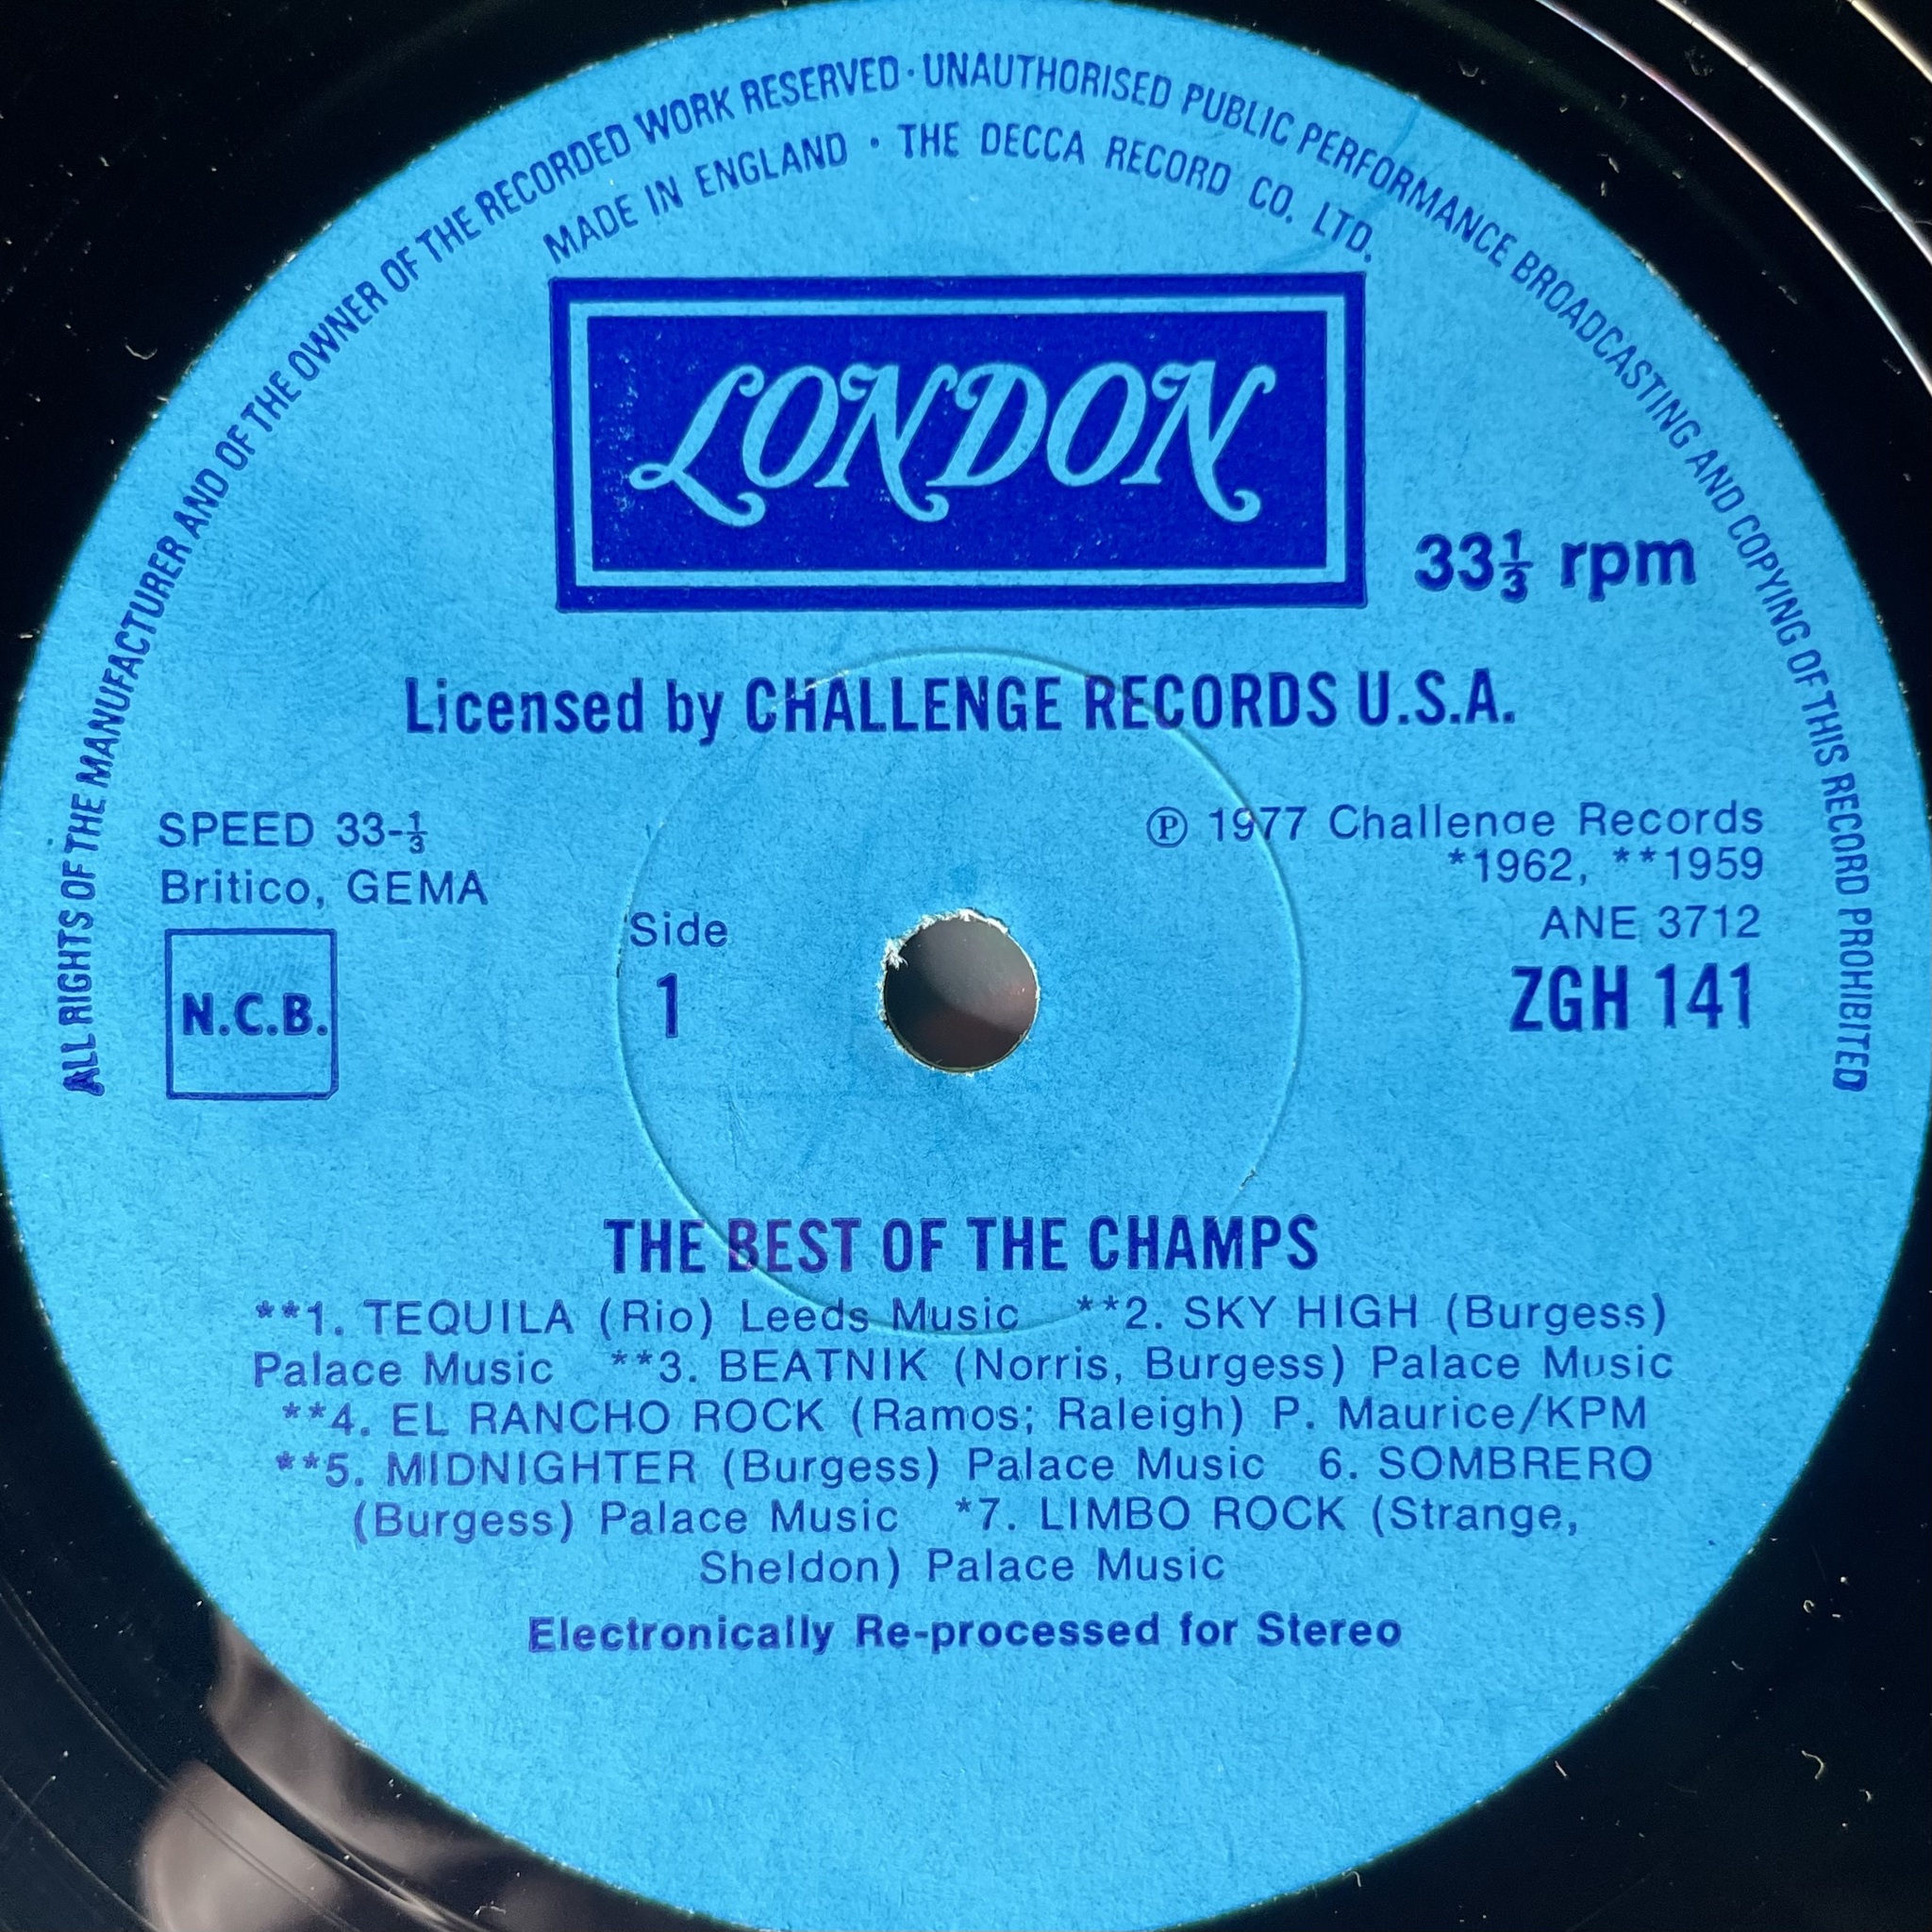 ALL RIGHTS OF THE MANUFACTURER AND OF THE OWNER OF THE RECORDED WORK RESERVED · UNAUTHORISED PUBLIC PERFORMANCE BROADCASTING AND COPYING OF THIS RECORD PROHIBITED
MADE IN ENGLAND · THE DECCA RECORD CO. LTD.
LONDON
33⅓ rpm
Licensed by CHALLENGE RECORDS U.S.A.
SPEED 33-⅓
Britico, GEMA
N.C.B.
Side
1
℗ 1977 Challenge Records
*1962, **1959
ANE 3712
ZGH 141
THE BEST OF THE CHAMPS
**1. TEQUILA (Rio) Leeds Music **2. SKY HIGH (Burgess)
Palace Music **3. BEATNIK (Norris, Burgess) Palace Music
**4. EL RANCHO ROCK (Ramos; Raleigh) P. Maurice/KPM
**5. MIDNIGHTER (Burgess) Palace Music 6. SOMBRERO
(Burgess) Palace Music *7. LIMBO ROCK (Strange,
Sheldon) Palace Music
Electronically Re-processed for Stereo